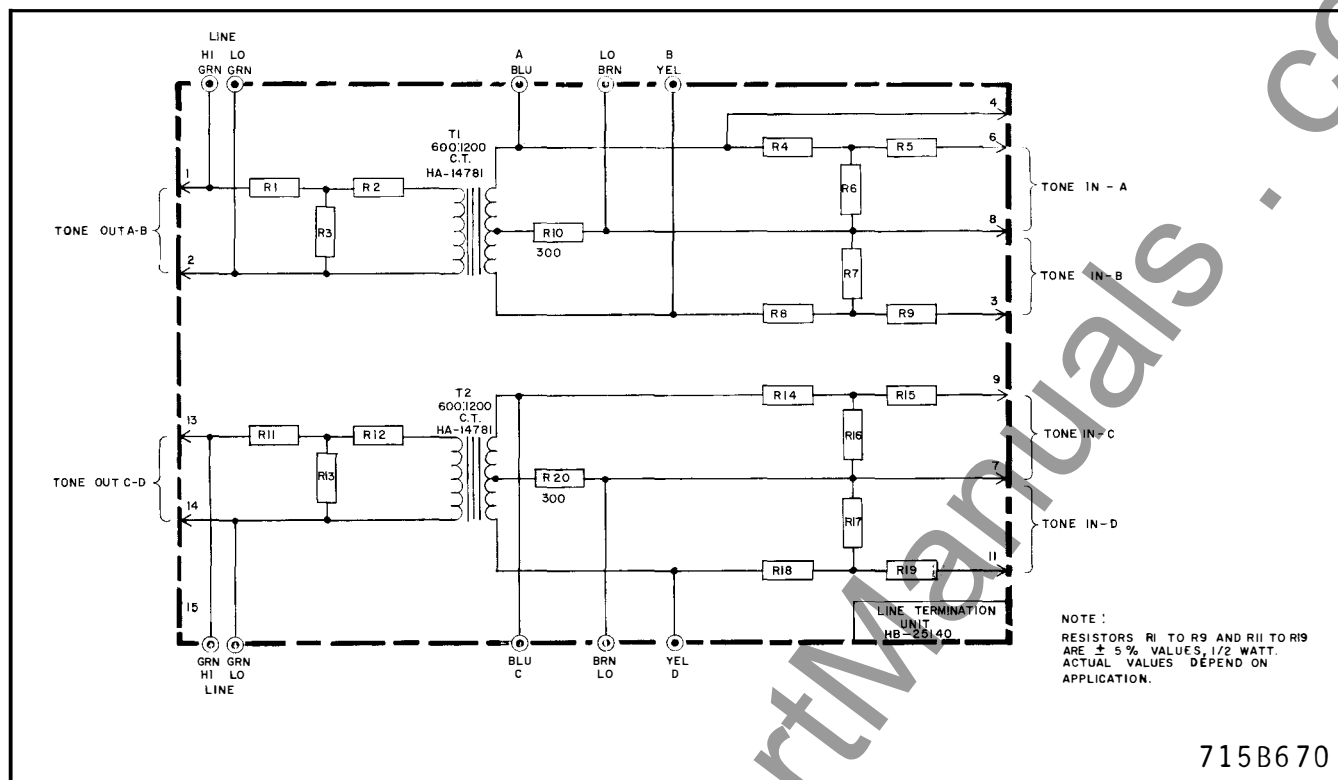 LINE
HI LO
GRN GRN
A
BLU
LO
BRN
B
YEL
4
T1
600:1200
C.T.
HA-14781
R4
R5
6
1
R1
R2
R6
TONE IN - A
TONE OUT A-B
R3
R10
300
8
2
R7
TONE IN-B
R8
R9
3
T2
600:1200
C.T.
HA-14781
R14
R15
9
13
R11
R12
R16
TONE IN-C
TONE OUT C-D
R13
R20
300
7
14
R17
TONE IN-D
R18
R19
11
15
LINE TERMINATION
UNIT
HB-25140
GRN GRN
HI LO
LINE
BLU
C
BRN
LO
YEL
D
NOTE:
RESISTORS R1 TO R9 AND R11 TO R19
ARE ± 5% VALUES, 1/2 WATT.
ACTUAL VALUES DEPEND ON
APPLICATION.
715B670
rtManuals . co